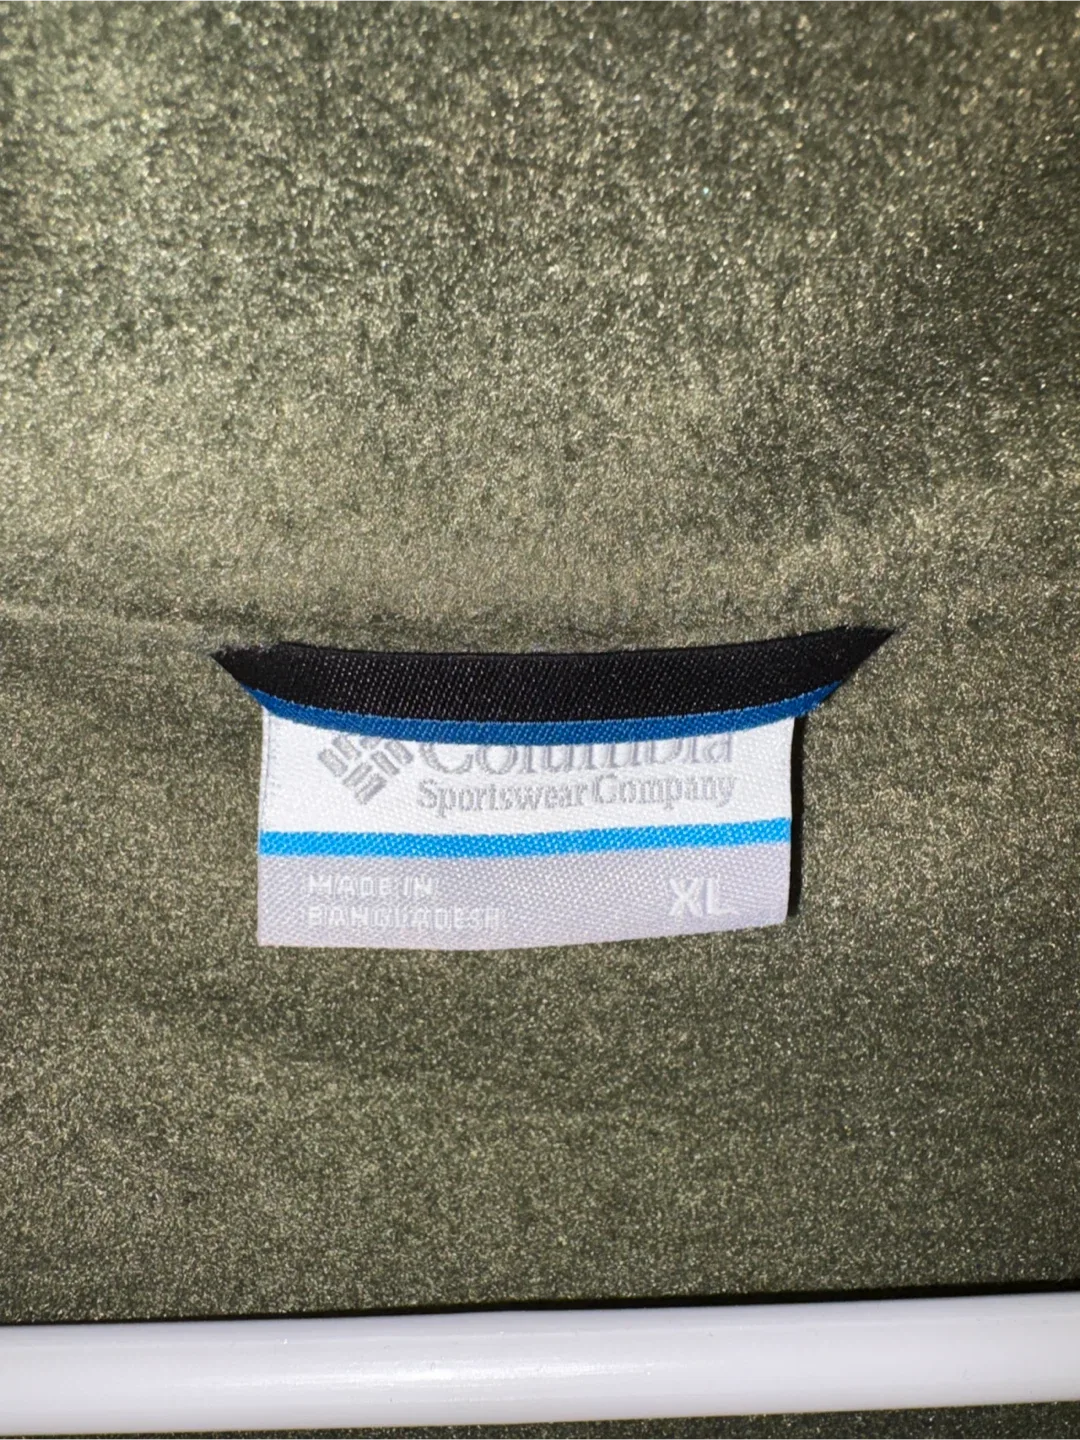 Columbia
Sportswear Company
MADE IN
BANGLADESH
XL